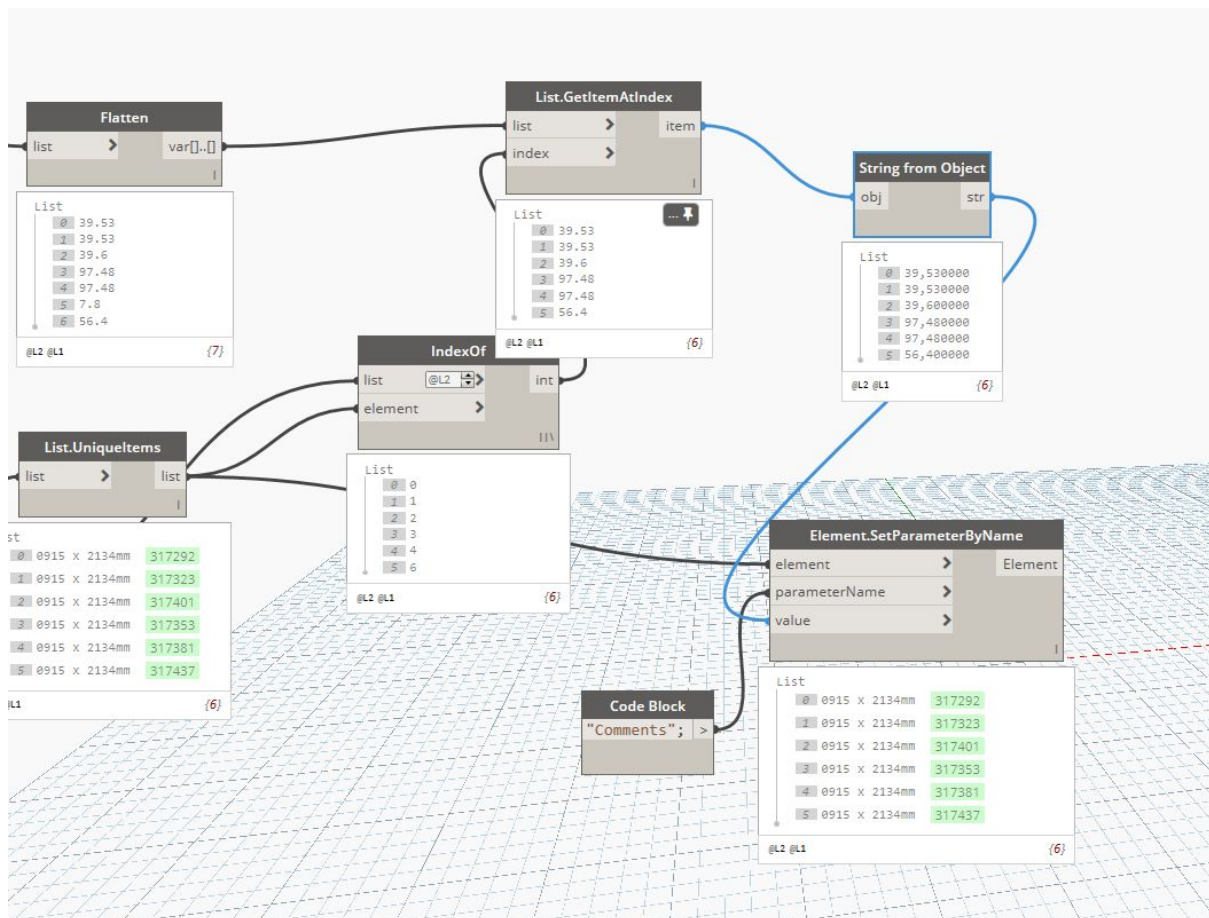 Flatten
list > var[]..[]
|
List
0 39.53
1 39.53
2 39.6
3 97.48
4 97.48
5 7.8
6 56.4
@L2 @L1 {7}
List.GetItemAtIndex
list > item
index >
|
List
0 39.53
1 39.53
2 39.6
3 97.48
4 97.48
5 56.4
@L2 @L1 {6}
String from Object
obj str
List
0 39,530000
1 39,530000
2 39,600000
3 97,480000
4 97,480000
5 56,400000
@L2 @L1 {6}
IndexOf
list @L2 > int
element >
||\
List
0 0
1 1
2 2
3 3
4 4
5 6
@L2 @L1 {6}
List.UniqueItems
list > list
|
st
0 0915 x 2134mm 317292
1 0915 x 2134mm 317323
2 0915 x 2134mm 317401
3 0915 x 2134mm 317353
4 0915 x 2134mm 317381
5 0915 x 2134mm 317437
L1 {6}
Element.SetParameterByName
element > Element
parameterName >
value >
|
List
0 0915 x 2134mm 317292
1 0915 x 2134mm 317323
2 0915 x 2134mm 317401
3 0915 x 2134mm 317353
4 0915 x 2134mm 317381
5 0915 x 2134mm 317437
@L2 @L1 {6}
Code Block
"Comments"; >